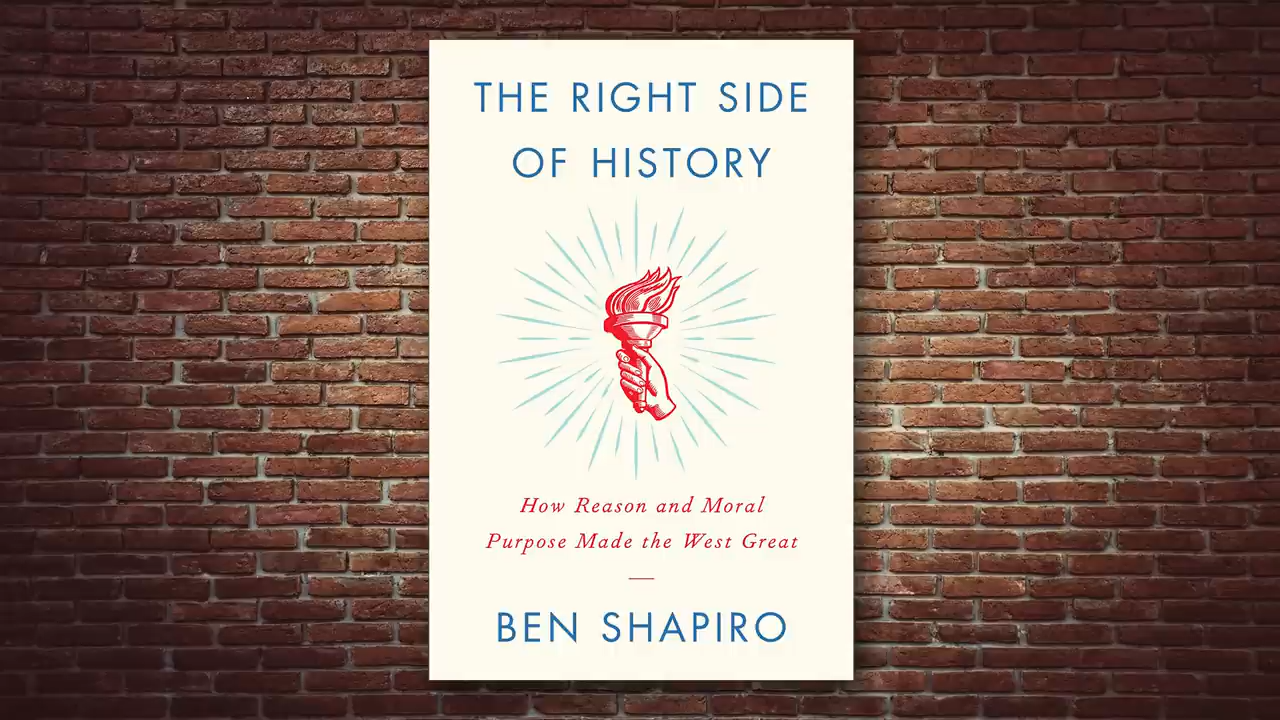 THE RIGHT SIDE
OF HISTORY
How Reason and Moral
Purpose Made the West Great
BEN SHAPIRO